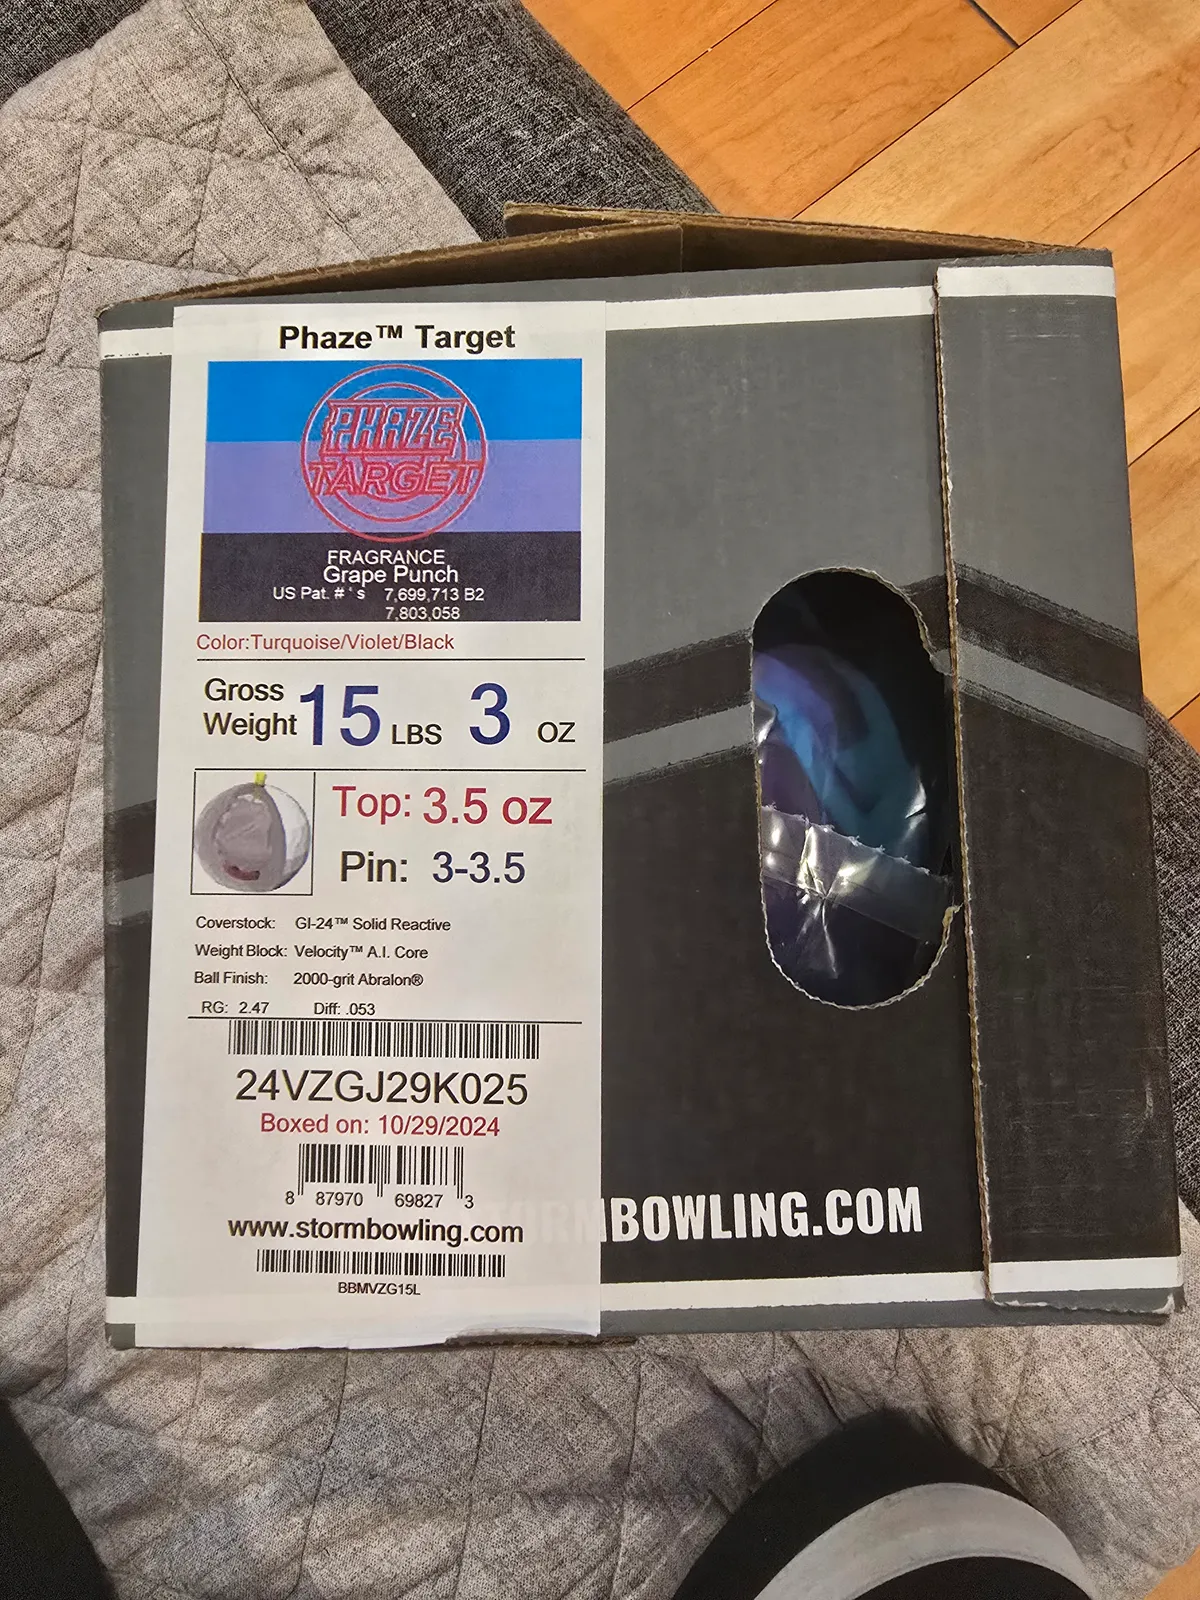 Phaze™ Target
PHAZE
TARGET
FRAGRANCE
Grape Punch
US Pat. # ' s 7,699,713 B2
7,803,058
Color:Turquoise/Violet/Black
Gross
Weight 15 LBS 3 OZ
Top: 3.5 oz
Pin: 3-3.5
Coverstock: GI-24™ Solid Reactive
Weight Block: Velocity™ A.I. Core
Ball Finish: 2000-grit Abralon®
RG: 2.47 Diff: .053
24VZGJ29K025
Boxed on: 10/29/2024
8 87970 69827 3
www.stormbowling.com
BBMVZG15L
STORMBOWLING.COM